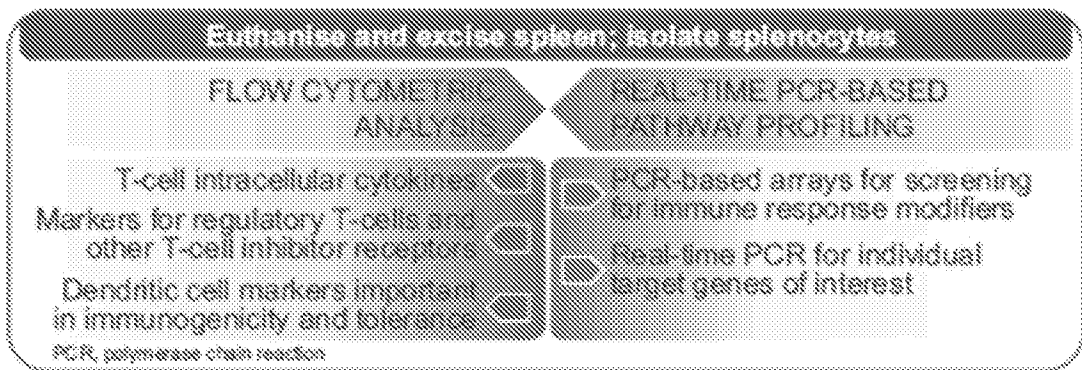 Euthanise and excise spleen; isolate splenocytes
FLOW CYTOMETRIC
ANALYSIS
REAL-TIME PCR-BASED
PATHWAY PROFILING
T-cell intracellular cytokines
Markers for regulatory T-cells and
other T-cell inhibitor receptors
Dendritic cell markers important
in immunogenicity and tolerance
PCR-based arrays for screening
for immune response modifiers
Real-time PCR for individual
target genes of interest
PCR, polymerase chain reaction